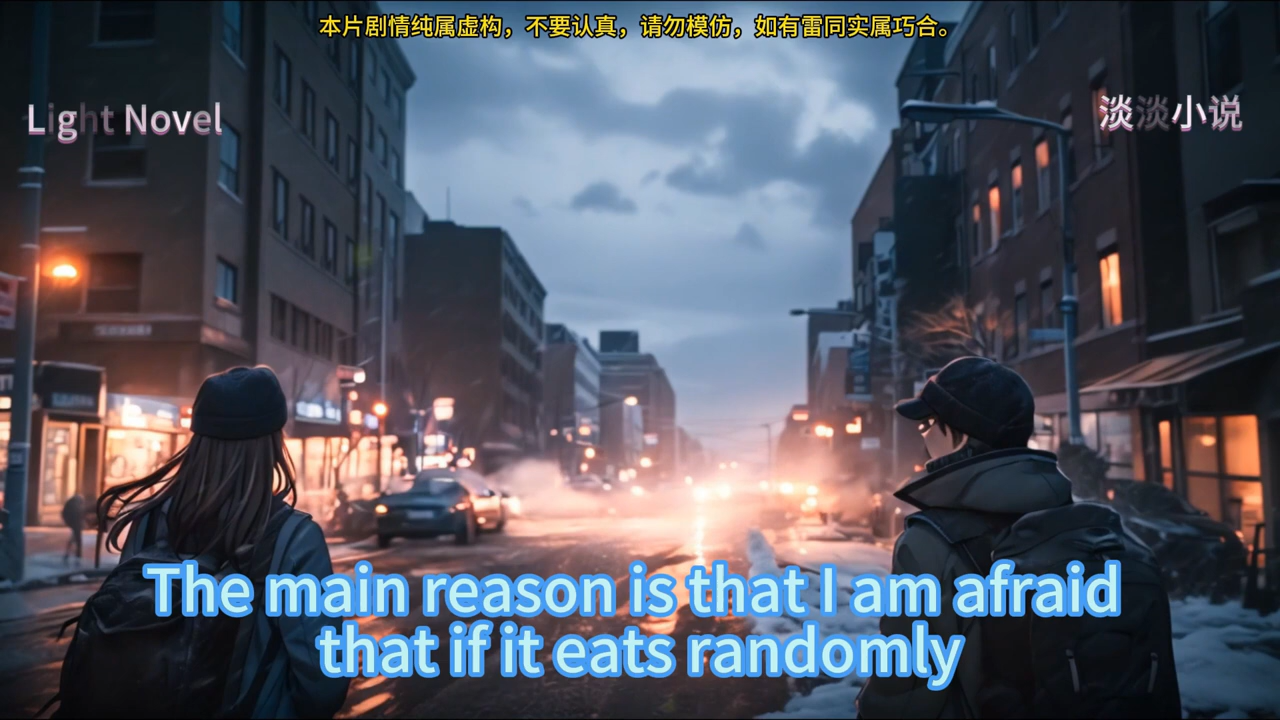 本片剧情纯属虚构，不要认真，请勿模仿，如有雷同实属巧合。
Light Novel
淡淡小说
The main reason is that I am afraid
that if it eats randomly